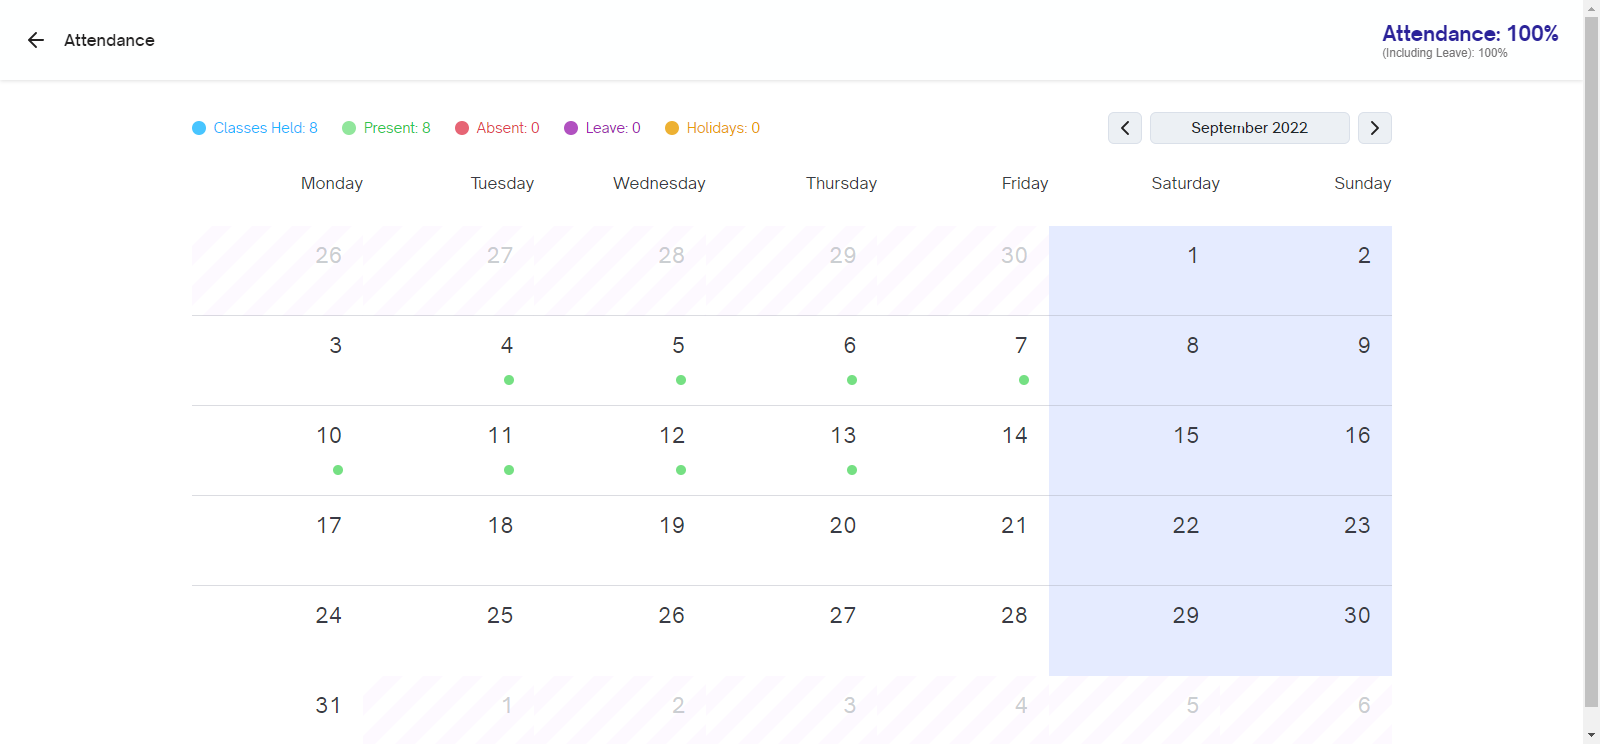 Attendance
Attendance: 100%
(Including Leave): 100%
Classes Held: 8 Present: 8 Absent: 0 Leave: 0 Holidays: 0
September 2022
Monday Tuesday Wednesday Thursday Friday Saturday Sunday
26 27 28 29 30 1 2
3 4 5 6 7 8 9
10 11 12 13 14 15 16
17 18 19 20 21 22 23
24 25 26 27 28 29 30
31 1 2 3 4 5 6